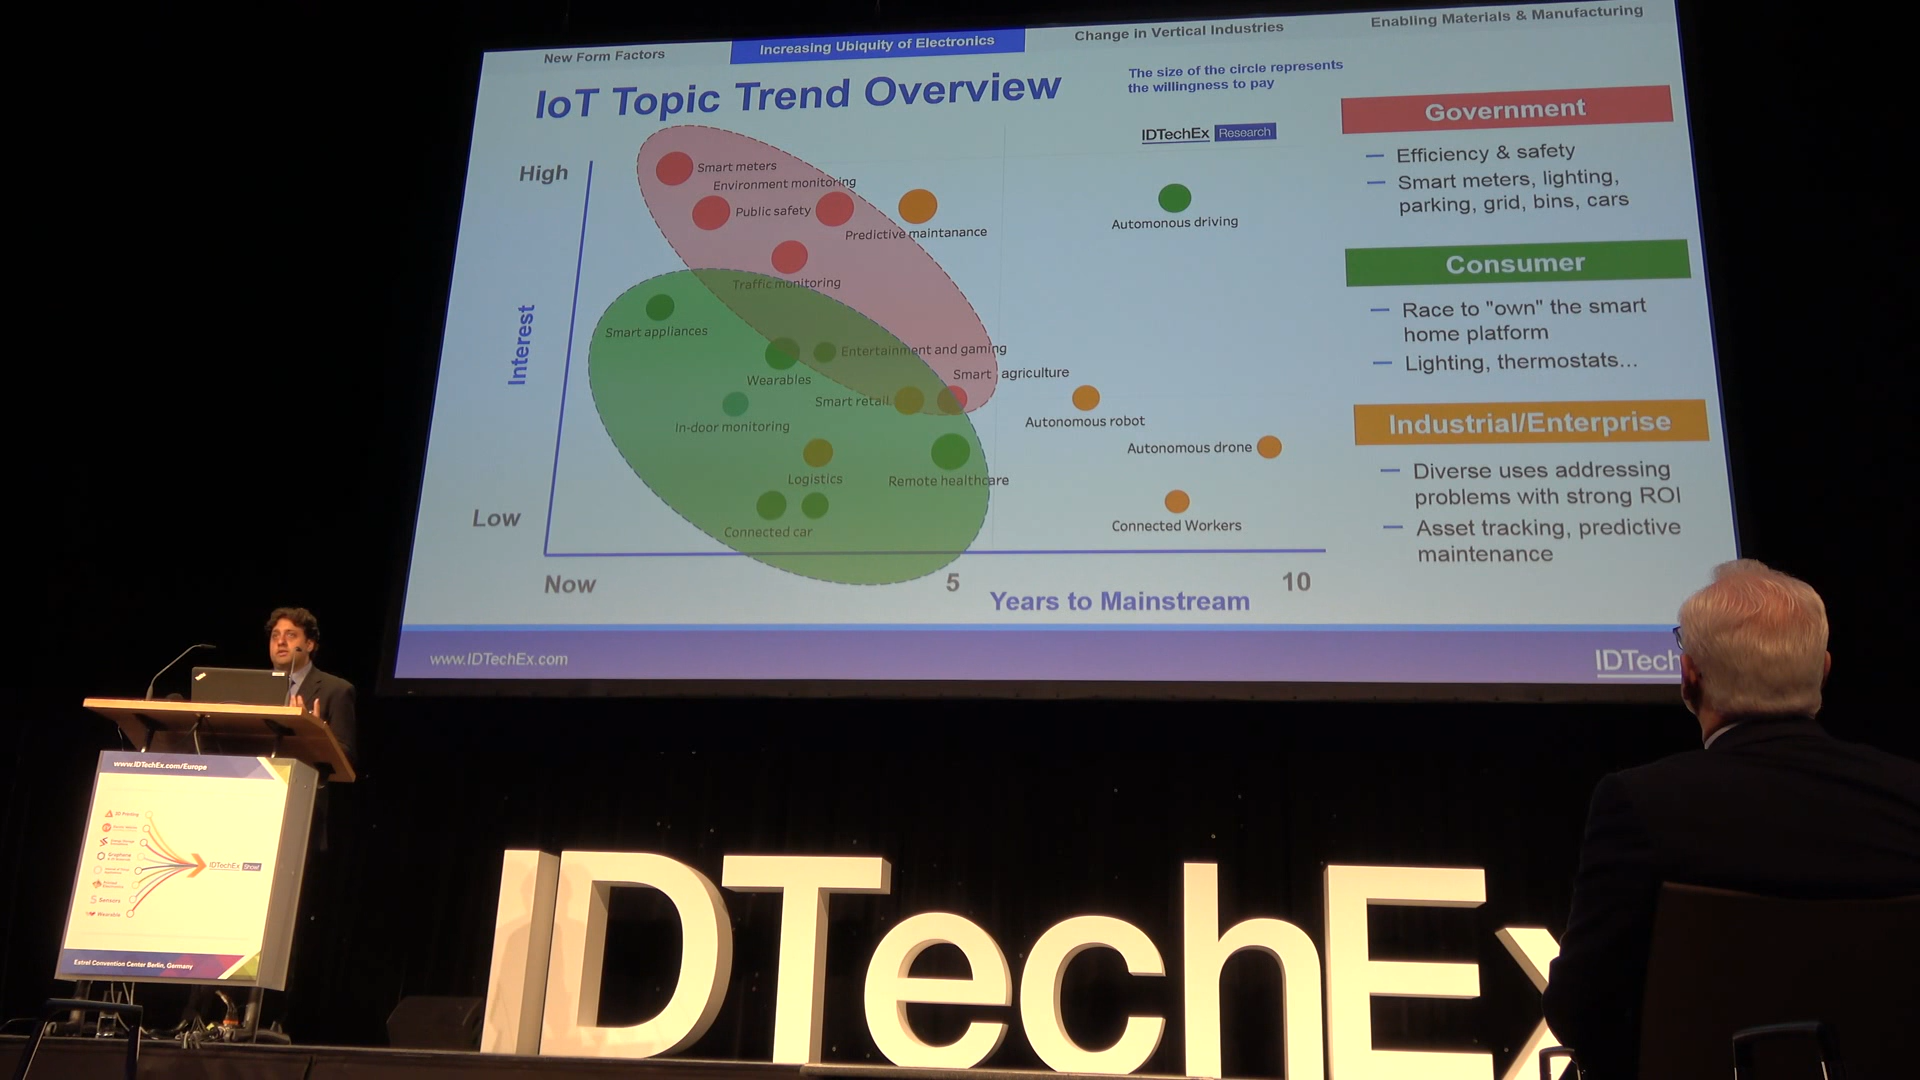 New Form Factors
Increasing Ubiquity of Electronics
Change in Vertical Industries
Enabling Materials & Manufacturing
IoT Topic Trend Overview
The size of the circle represents
the willingness to pay
IDTechEx Research
High
Interest
Low
Smart meters
Environment monitoring
Public safety
Predictive maintanance
Automonous driving
Traffic monitoring
Smart appliances
Entertainment and gaming
Wearables
Smart agriculture
Smart retail
In-door monitoring
Autonomous robot
Autonomous drone
Logistics
Remote healthcare
Connected car
Connected Workers
Now
5
10
Years to Mainstream
Government
— Efficiency & safety
— Smart meters, lighting,
parking, grid, bins, cars
Consumer
— Race to "own" the smart
home platform
— Lighting, thermostats...
Industrial/Enterprise
— Diverse uses addressing
problems with strong ROI
— Asset tracking, predictive
maintenance
www.IDTechEx.com
IDTech
www.IDTechEx.com/Europe
3D Printing
Graphene
Sensors
Wearable
IDTechEx Show!
Estrel Convention Center Berlin, Germany
IDTechEx